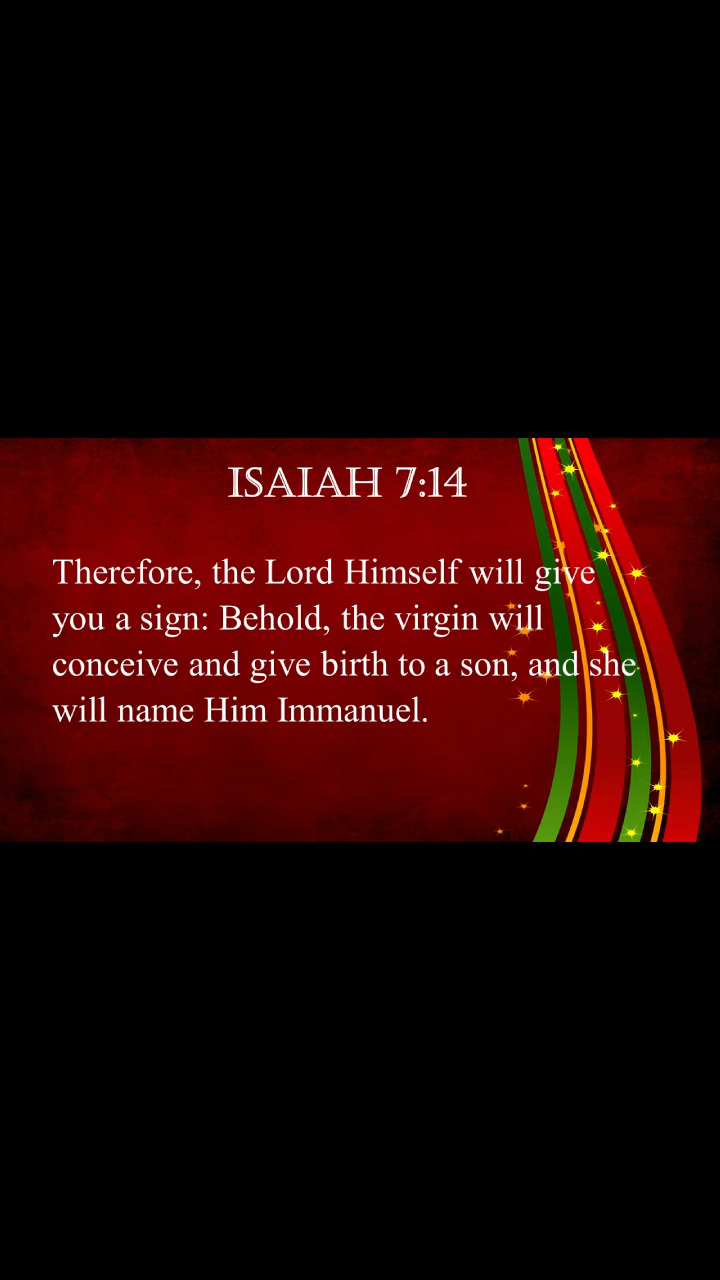 ISAIAH 7:14
Therefore, the Lord Himself will give
you a sign: Behold, the virgin will
conceive and give birth to a son, and she
will name Him Immanuel.